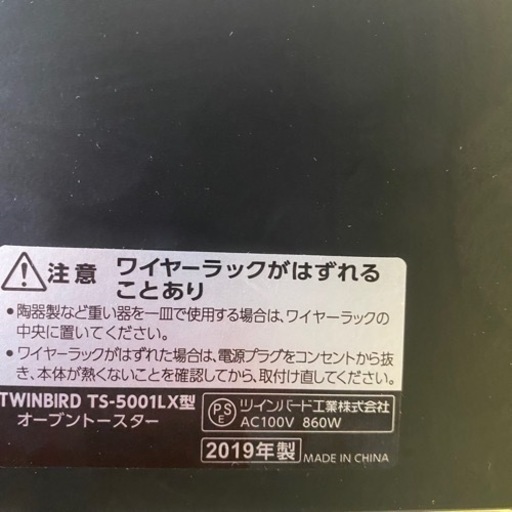 注意 ワイヤーラックがはずれる
ことあり
•陶器製など重い器を一皿で使用する場合は、ワイヤーラックの
中央に置いてください。
•ワイヤーラックがはずれた場合は、電源プラグをコンセントから抜
き、本体が熱くないことを確認してから、取付け直してください。
TWINBIRD TS-5001LX型
オーブントースター
PSE ツインバード工業株式会社
AC100V 860W
2019年製 MADE IN CHINA